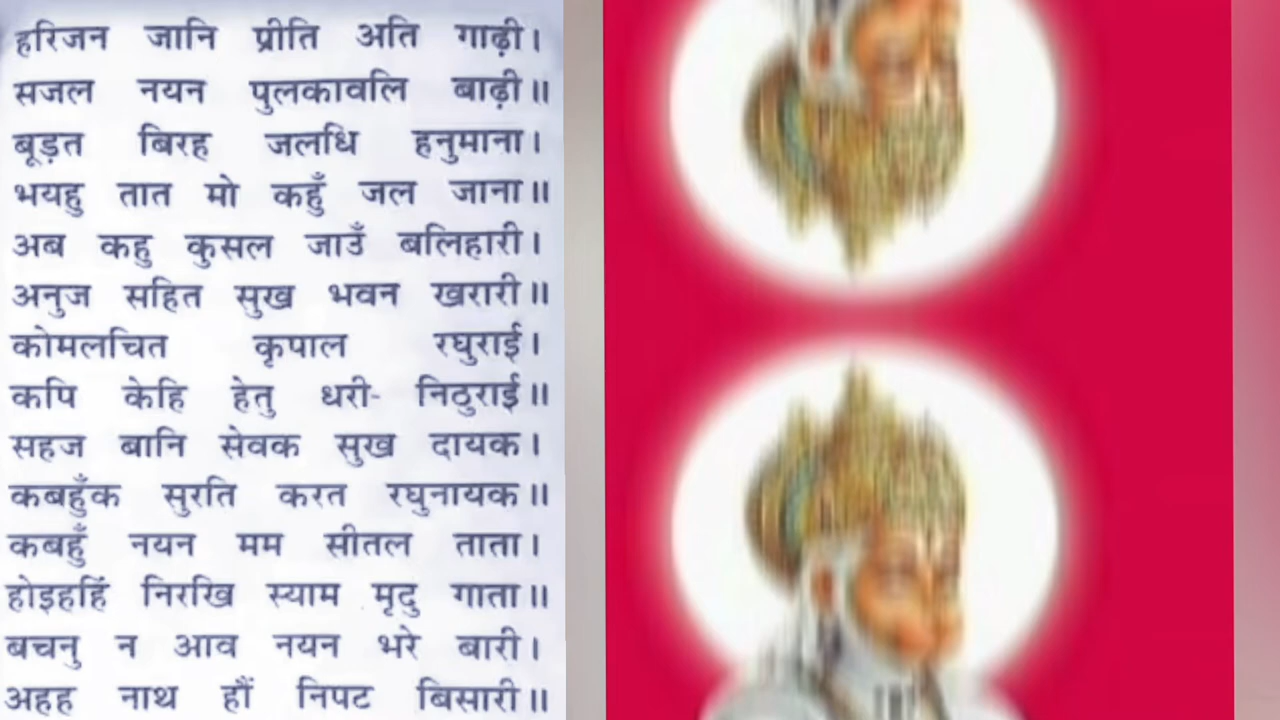 हरिजन जानि प्रीति अति गाढ़ी।
सजल नयन पुलकावलि बाढ़ी॥
बूड़त बिरह जलधि हनुमाना।
भयहु तात मो कहुँ जल जाना॥
अब कहु कुसल जाउँ बलिहारी।
अनुज सहित सुख भवन खरारी॥
कोमलचित कृपाल रघुराई।
कपि केहि हेतु धरी- निठुराई॥
सहज बानि सेवक सुख दायक।
कबहुँक सुरति करत रघुनायक॥
कबहुँ नयन मम सीतल ताता।
होइहहिं निरखि स्याम मृदु गाता॥
बचनु न आव नयन भरे बारी।
अहह नाथ हौं निपट बिसारी॥